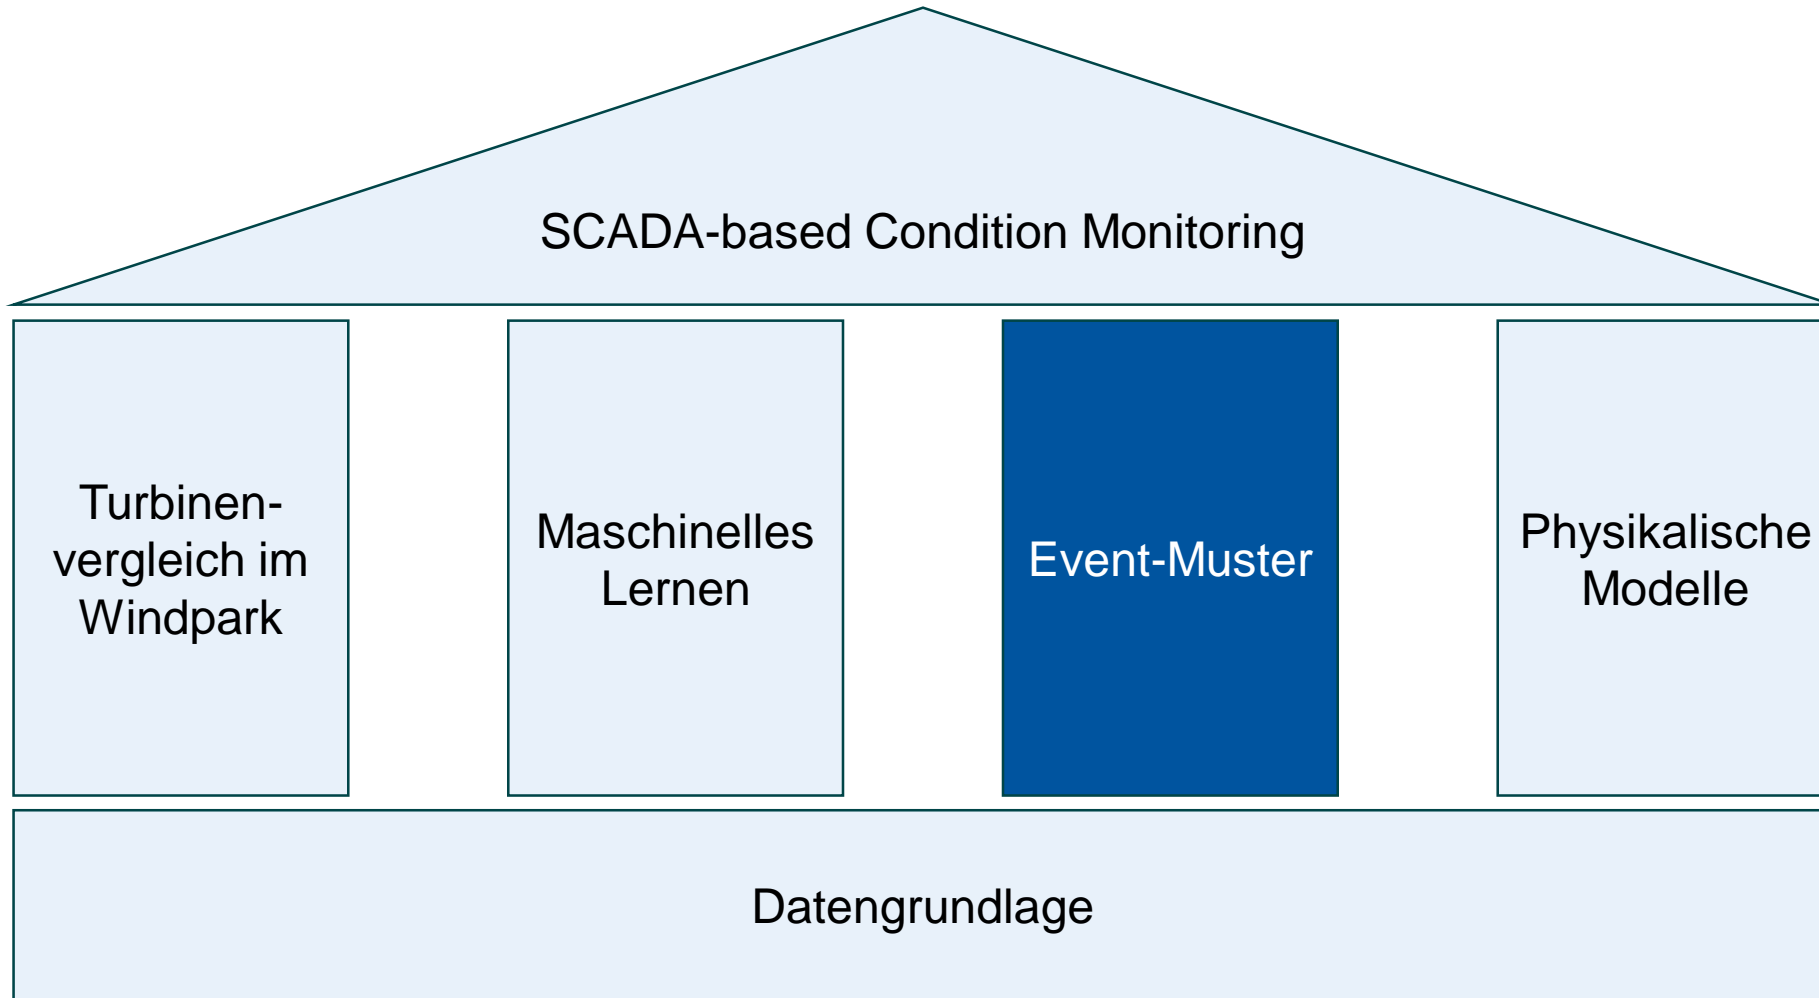 SCADA-based Condition Monitoring
Turbinen-
vergleich im
Windpark
Maschinelles
Lernen
Event-Muster
Physikalische
Modelle
Datengrundlage